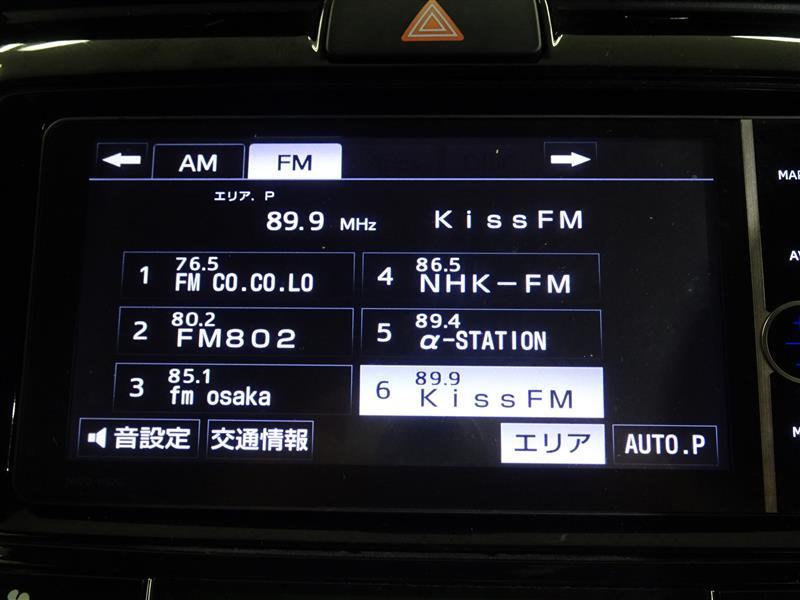 AM FM
エリア. P
89.9 MHz KissFM
1 76.5 FM CO.CO.LO
4 86.5 NHK-FM
2 80.2 FM802
5 89.4 α-STATION
3 85.1 fm osaka
6 89.9 KissFM
音設定 交通情報 エリア AUTO.P